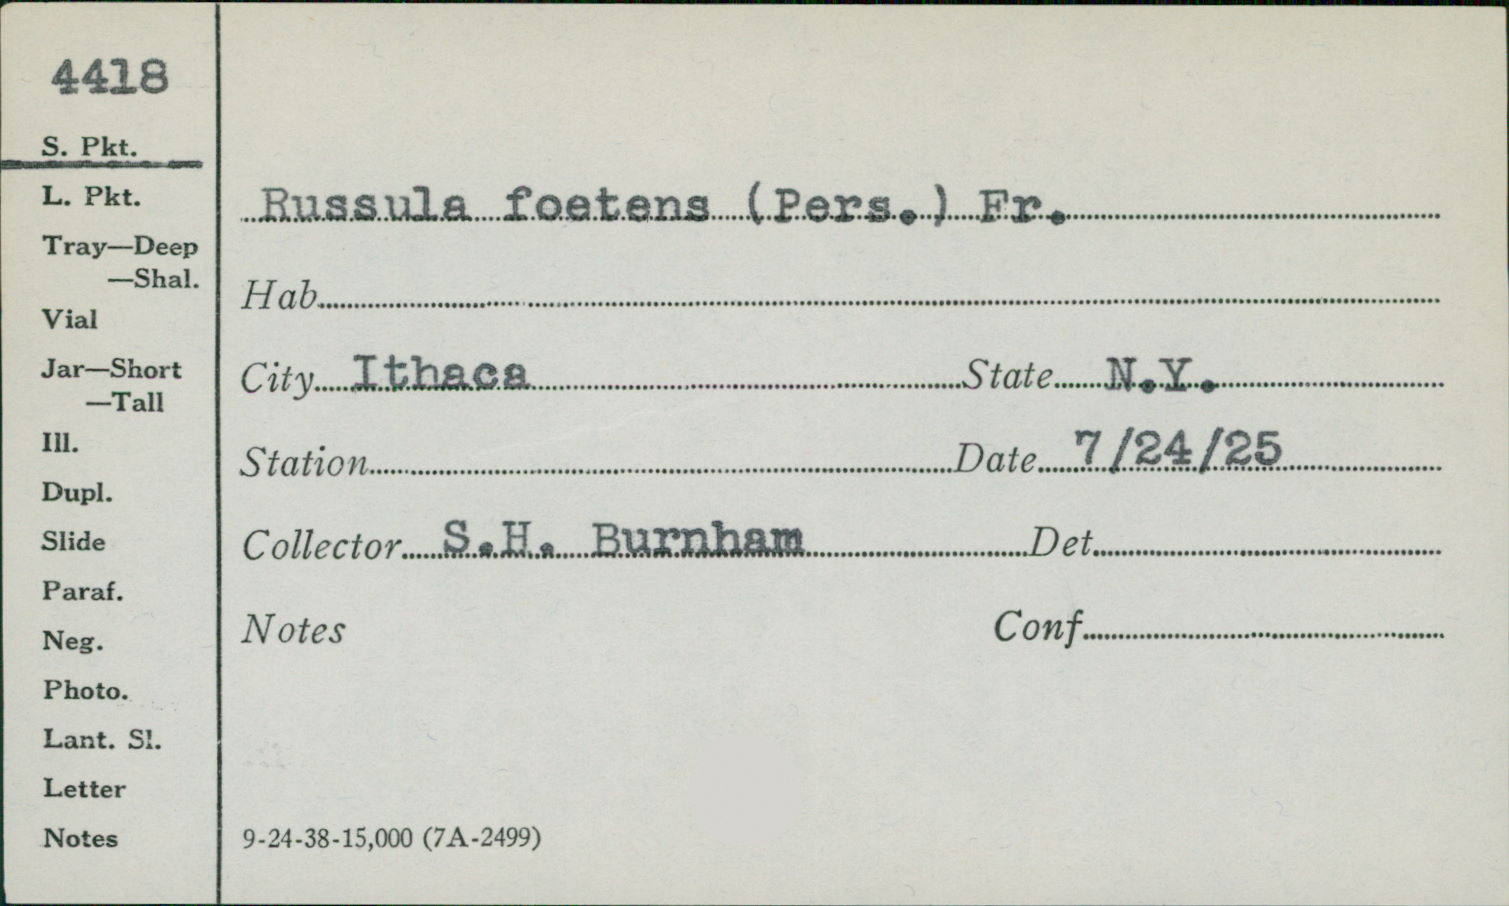 4418
S. Pkt.
L. Pkt.
Tray—Deep
—Shal.
Vial
Jar—Short
—Tall
Ill.
Dupl.
Slide
Paraf.
Neg.
Photo.
Lant. Sl.
Letter
Notes
Russula foetens (Pers.) Fr.
Hab.
City Ithaca State N.Y.
Station Date 7/24/25
Collector S.H. Burnham Det.
Notes Conf.
9-24-38-15,000 (7A-2499)